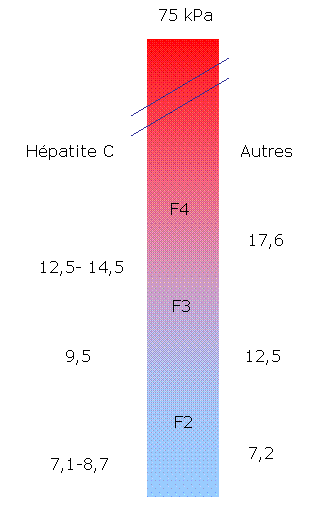 75 kPa
Hépatite C
Autres
F4
17,6
12,5- 14,5
F3
9,5
12,5
F2
7,1-8,7
7,2